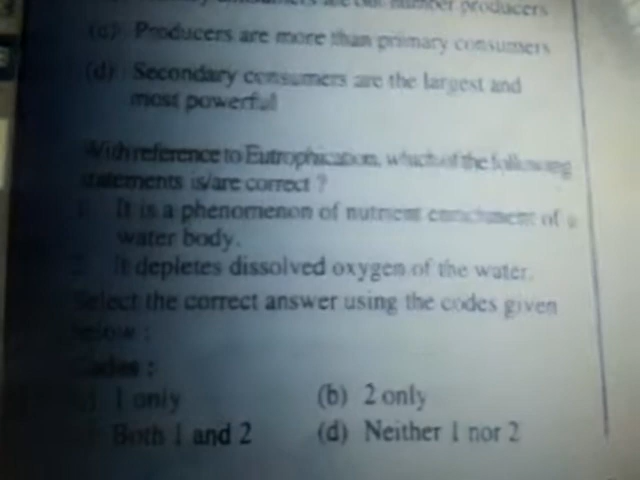 number producers
(c) Producers are more than primary consumers
(d) Secondary consumers are the largest and
most powerful
With reference to Eutrophication, which of the following
statements is/are correct ?
It is a phenomenon of nutrient enrichment of a
water body.
2. It depletes dissolved oxygen of the water.
Select the correct answer using the codes given
below :
Codes :
1 only (b) 2 only
Both 1 and 2 (d) Neither 1 nor 2